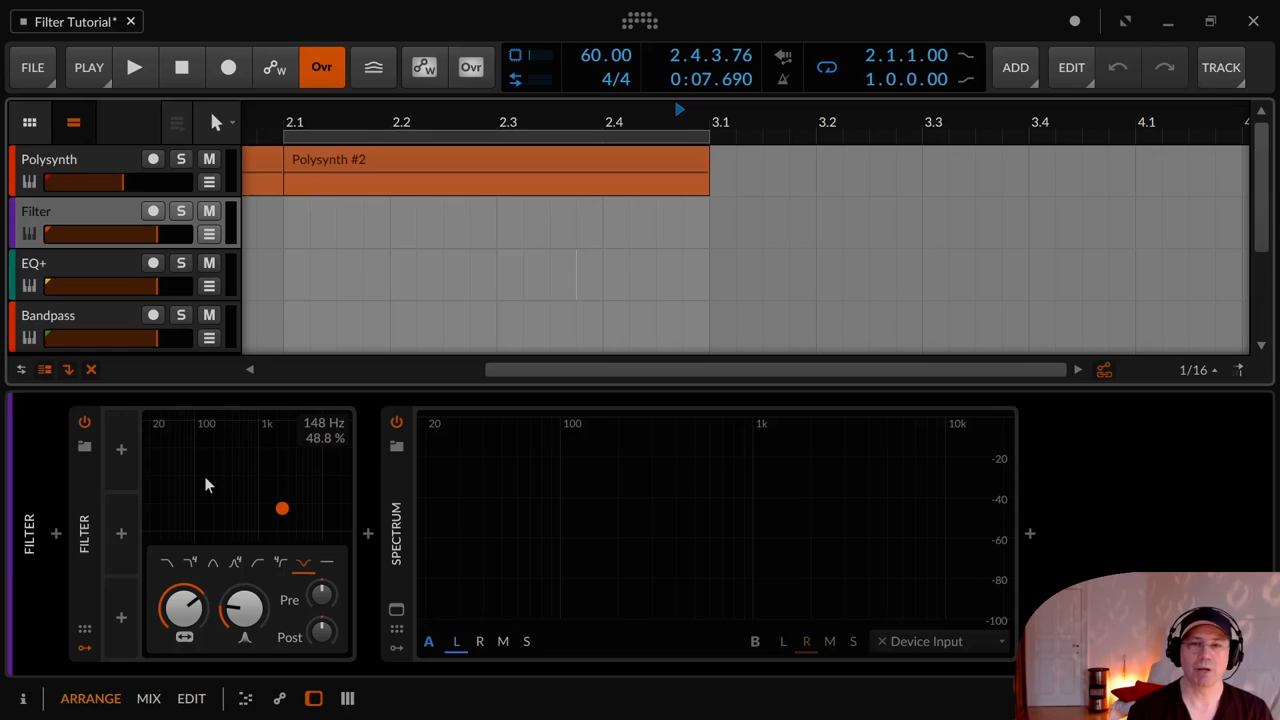 Filter Tutorial*
FILE
PLAY
Ovr
Ovr
60.00
4/4
2.4.3.76
0:07.690
2.1.1.00
1.0.0.00
ADD
EDIT
TRACK
2.1
2.2
2.3
2.4
3.1
3.2
3.3
3.4
4.1
Polysynth
S
M
Polysynth #2
Filter
S
M
EQ+
S
M
Bandpass
S
M
1/16
FILTER
FILTER
20
100
1k
148 Hz
48.8 %
4
4
4
Pre
Post
SPECTRUM
20
100
1k
10k
-20
-40
-60
-80
-100
A
L
R
M
S
B
L
R
M
S
Device Input
ARRANGE
MIX
EDIT